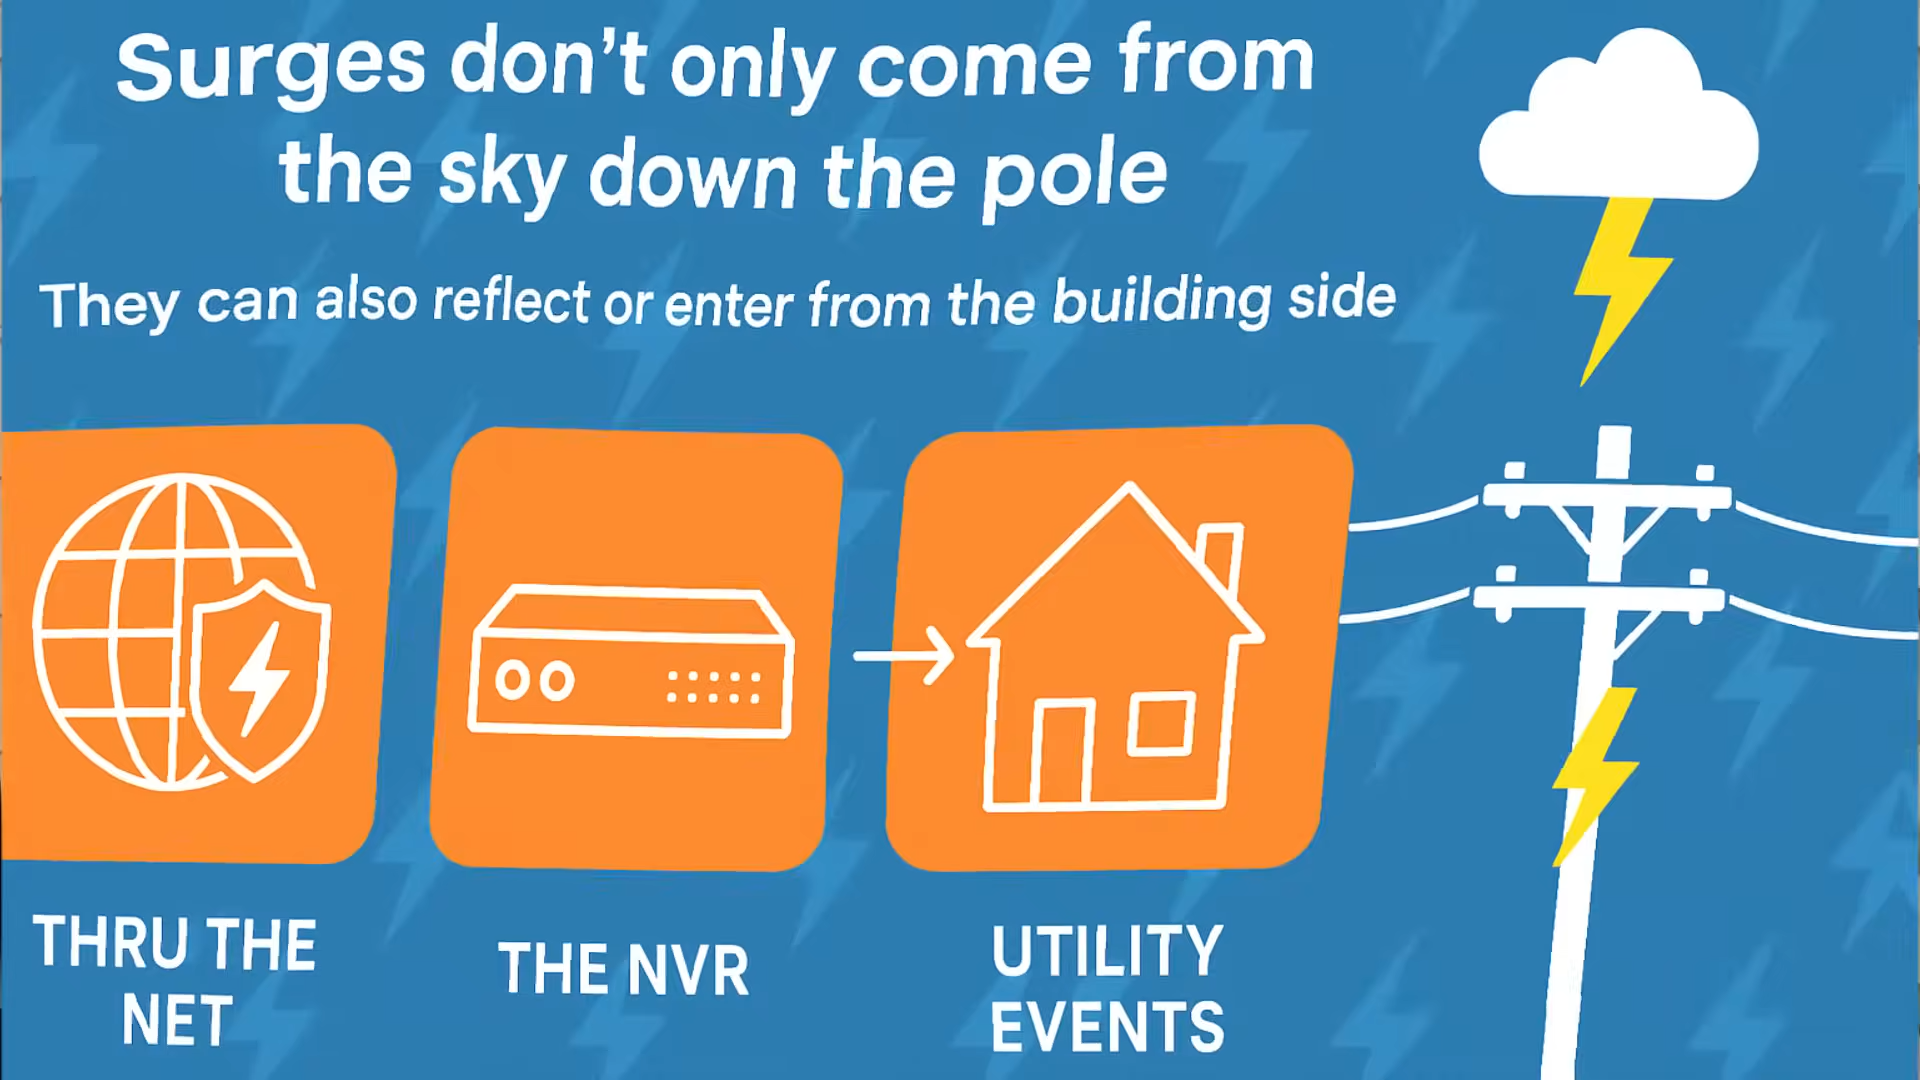 Surges don't only come from
the sky down the pole
They can also reflect or enter from the building side
THRU THE
NET
THE NVR
UTILITY
EVENTS